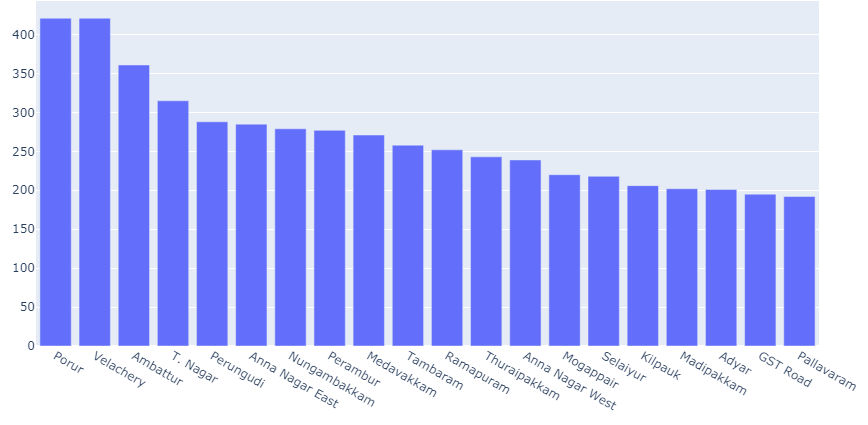 400
350
300
250
200
150
100
50
0
Porur
Velachery
Ambattur
T. Nagar
Perungudi
Anna Nagar East
Nungambakkam
Perambur
Medavakkam
Tambaram
Ramapuram
Thuraipakkam
Anna Nagar West
Mogappair
Selaiyur
Kilpauk
Madipakkam
Adyar
GST Road
Pallavaram